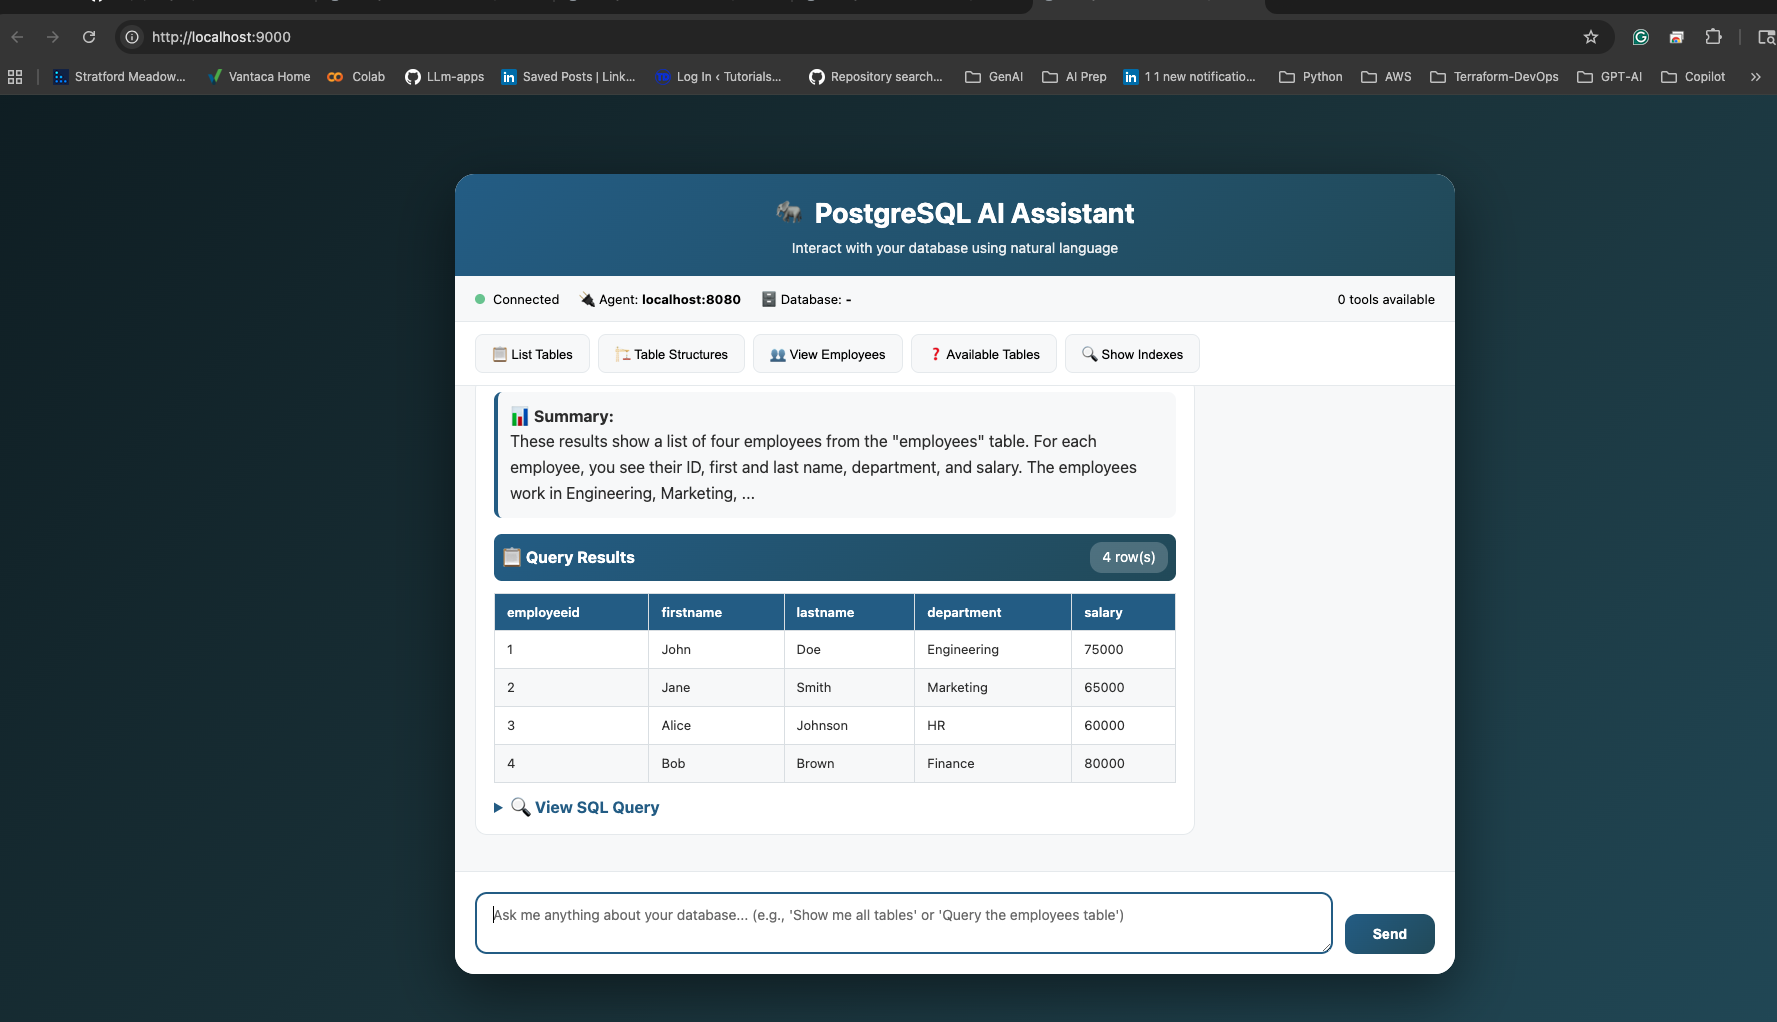 http://localhost:9000
Stratford Meadow...
Vantaca Home
Colab
LLm-apps
Saved Posts | Link...
Log In ‹ Tutorials...
Repository search...
GenAI
AI Prep
1 1 new notificatio...
Python
AWS
Terraform-DevOps
GPT-AI
Copilot
PostgreSQL AI Assistant
Interact with your database using natural language
Connected Agent: localhost:8080 Database: - 0 tools available
List Tables
Table Structures
View Employees
Available Tables
Show Indexes
Summary:
These results show a list of four employees from the "employees" table. For each
employee, you see their ID, first and last name, department, and salary. The employees
work in Engineering, Marketing, ...
Query Results 4 row(s)
employeeid firstname lastname department salary
1 John Doe Engineering 75000
2 Jane Smith Marketing 65000
3 Alice Johnson HR 60000
4 Bob Brown Finance 80000
View SQL Query
Ask me anything about your database... (e.g., 'Show me all tables' or 'Query the employees table')
Send